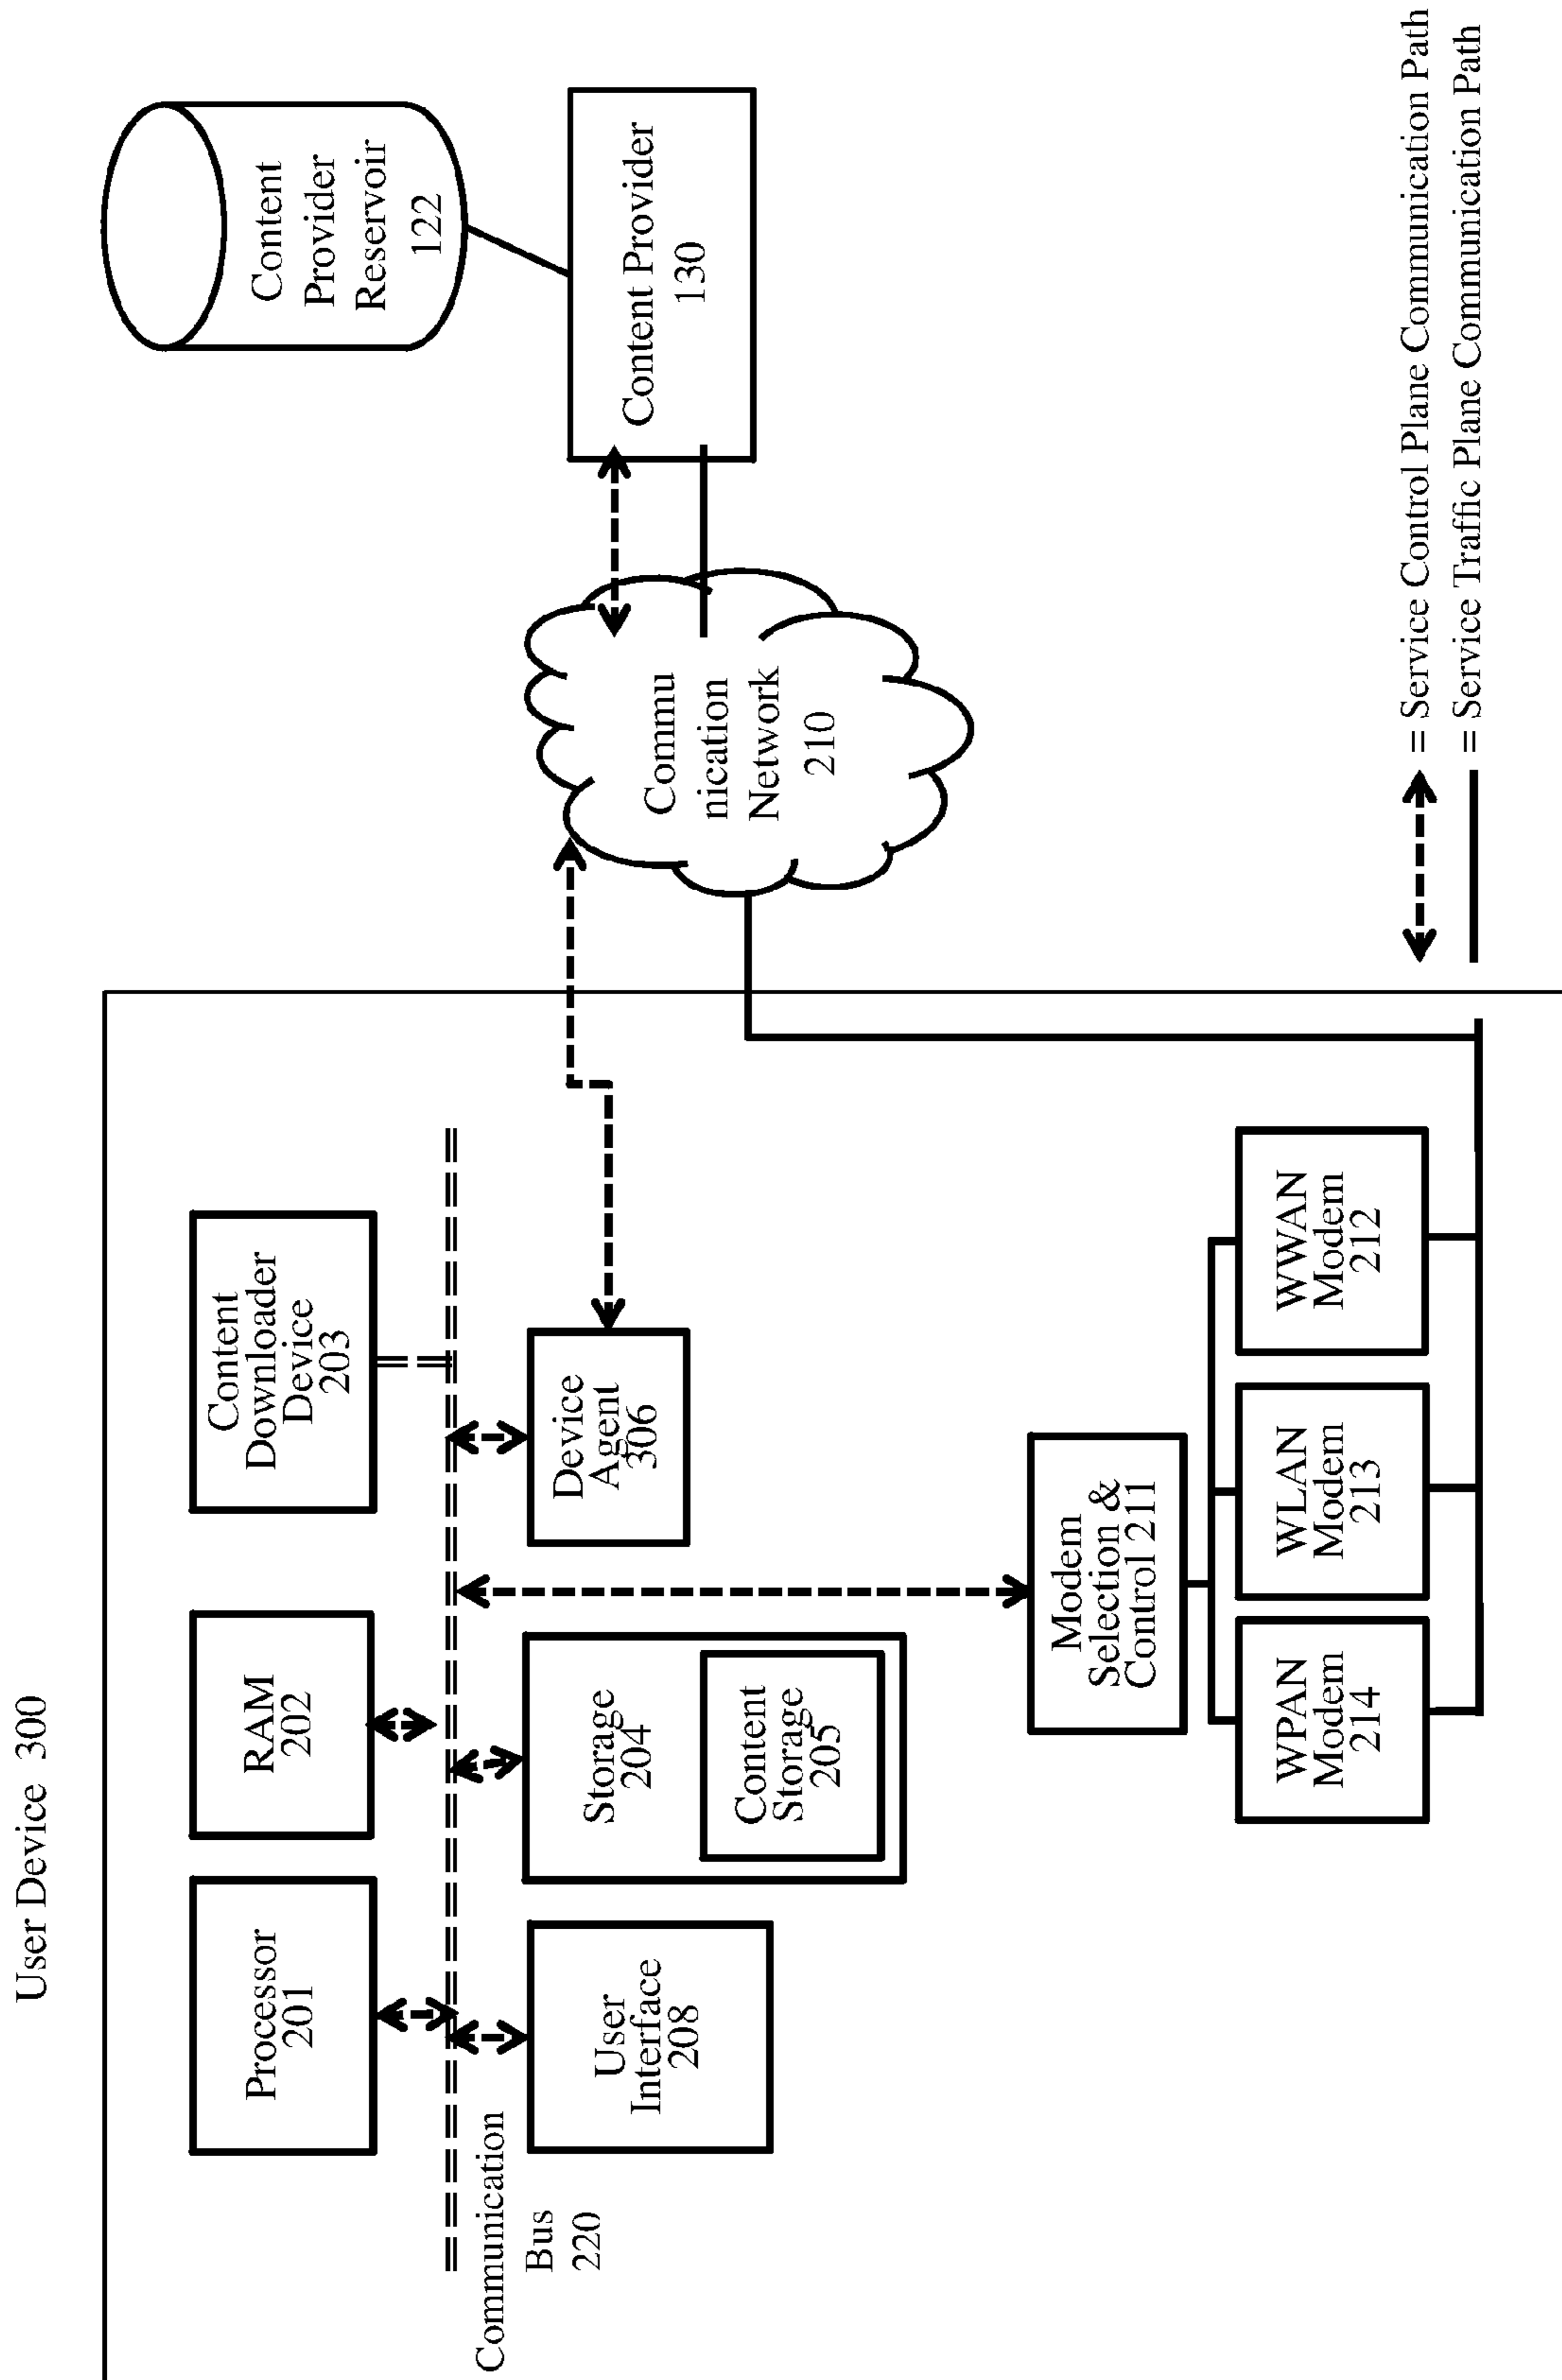 User Device 300
Processor
201
RAM
202
Content
Downloader
Device
203
Communication
Bus
220
User
Interface
208
Storage
204
Content
Storage
205
Device
Agent
306
Modem
Selection &
Control 211
WPAN
Modem
214
WLAN
Modem
213
WWAN
Modem
212
Commu
nication
Network
210
Content Provider
130
Content
Provider
Reservoir
122
= Service Control Plane Communication Path
= Service Traffic Plane Communication Path